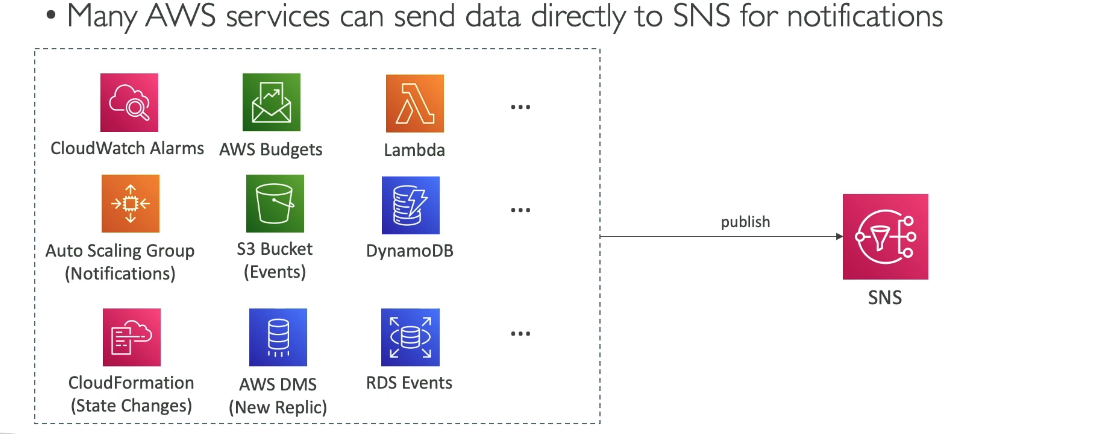 • Many AWS services can send data directly to SNS for notifications
CloudWatch Alarms
AWS Budgets
Lambda
...
Auto Scaling Group
(Notifications)
S3 Bucket
(Events)
DynamoDB
...
CloudFormation
(State Changes)
AWS DMS
(New Replic)
RDS Events
...
publish
SNS